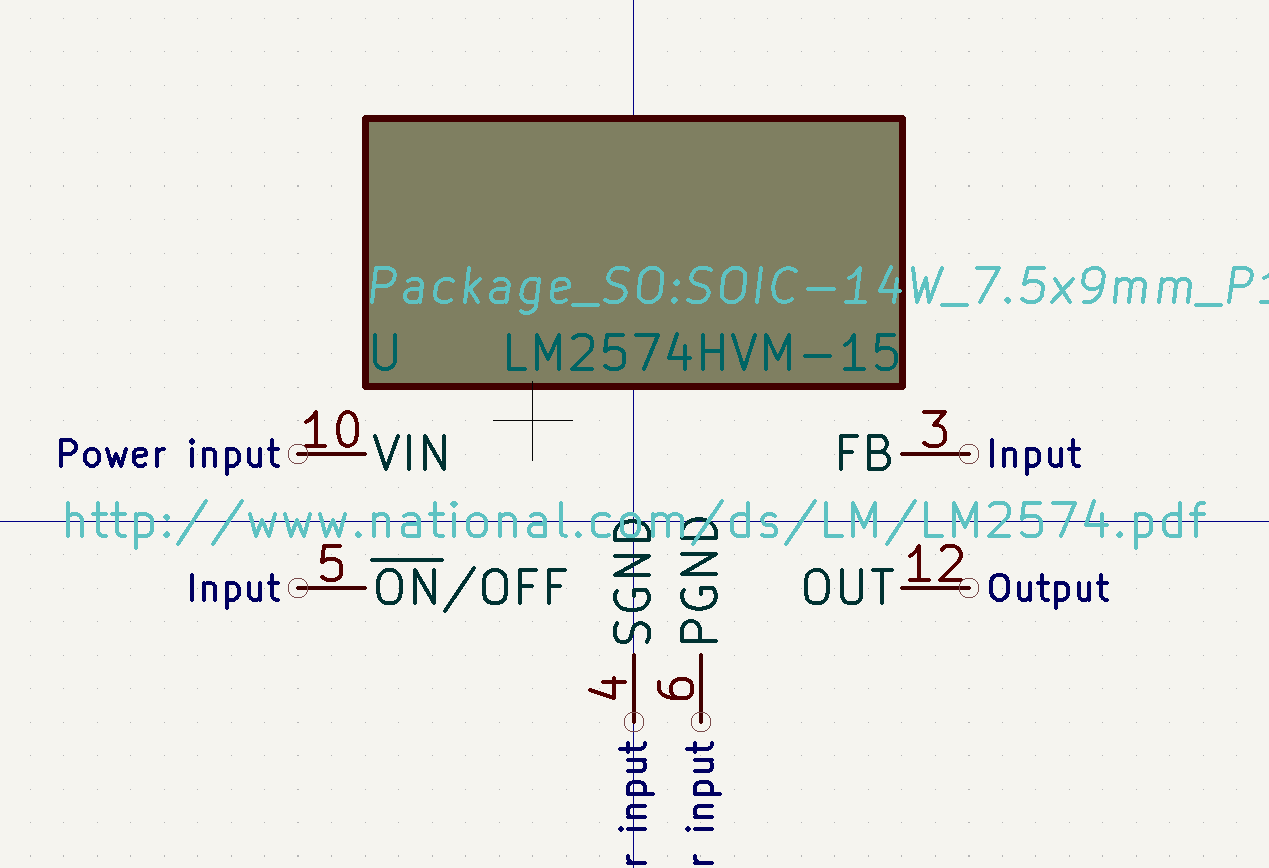 Package_SO:SOIC-14W_7.5x9mm_P1
U LM2574HVM-15
Power input 10 VIN FB 3 Input
http://www.national.com/ds/LM/LM2574.pdf
Input 5 ON/OFF OUT 12 Output
SGND PGND
4 6
r input r input